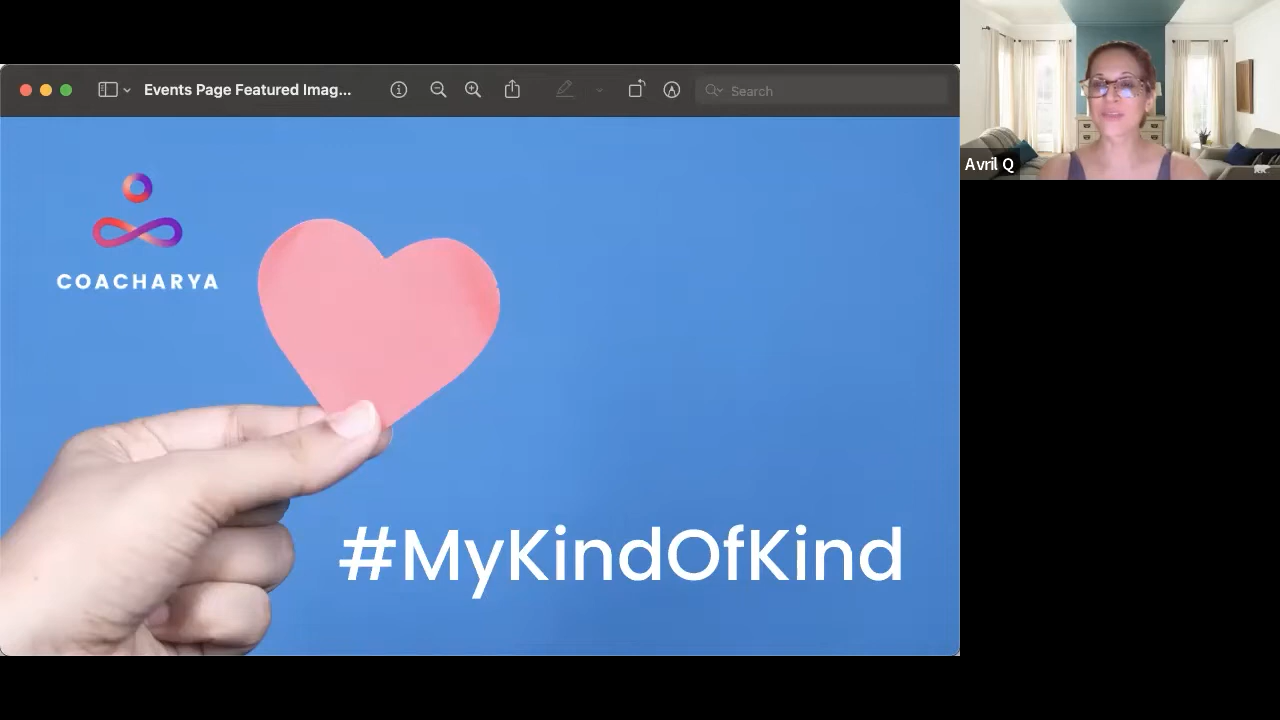 Events Page Featured Imag...
Search
Avril Q
COACHARYA
#MyKindOfKind